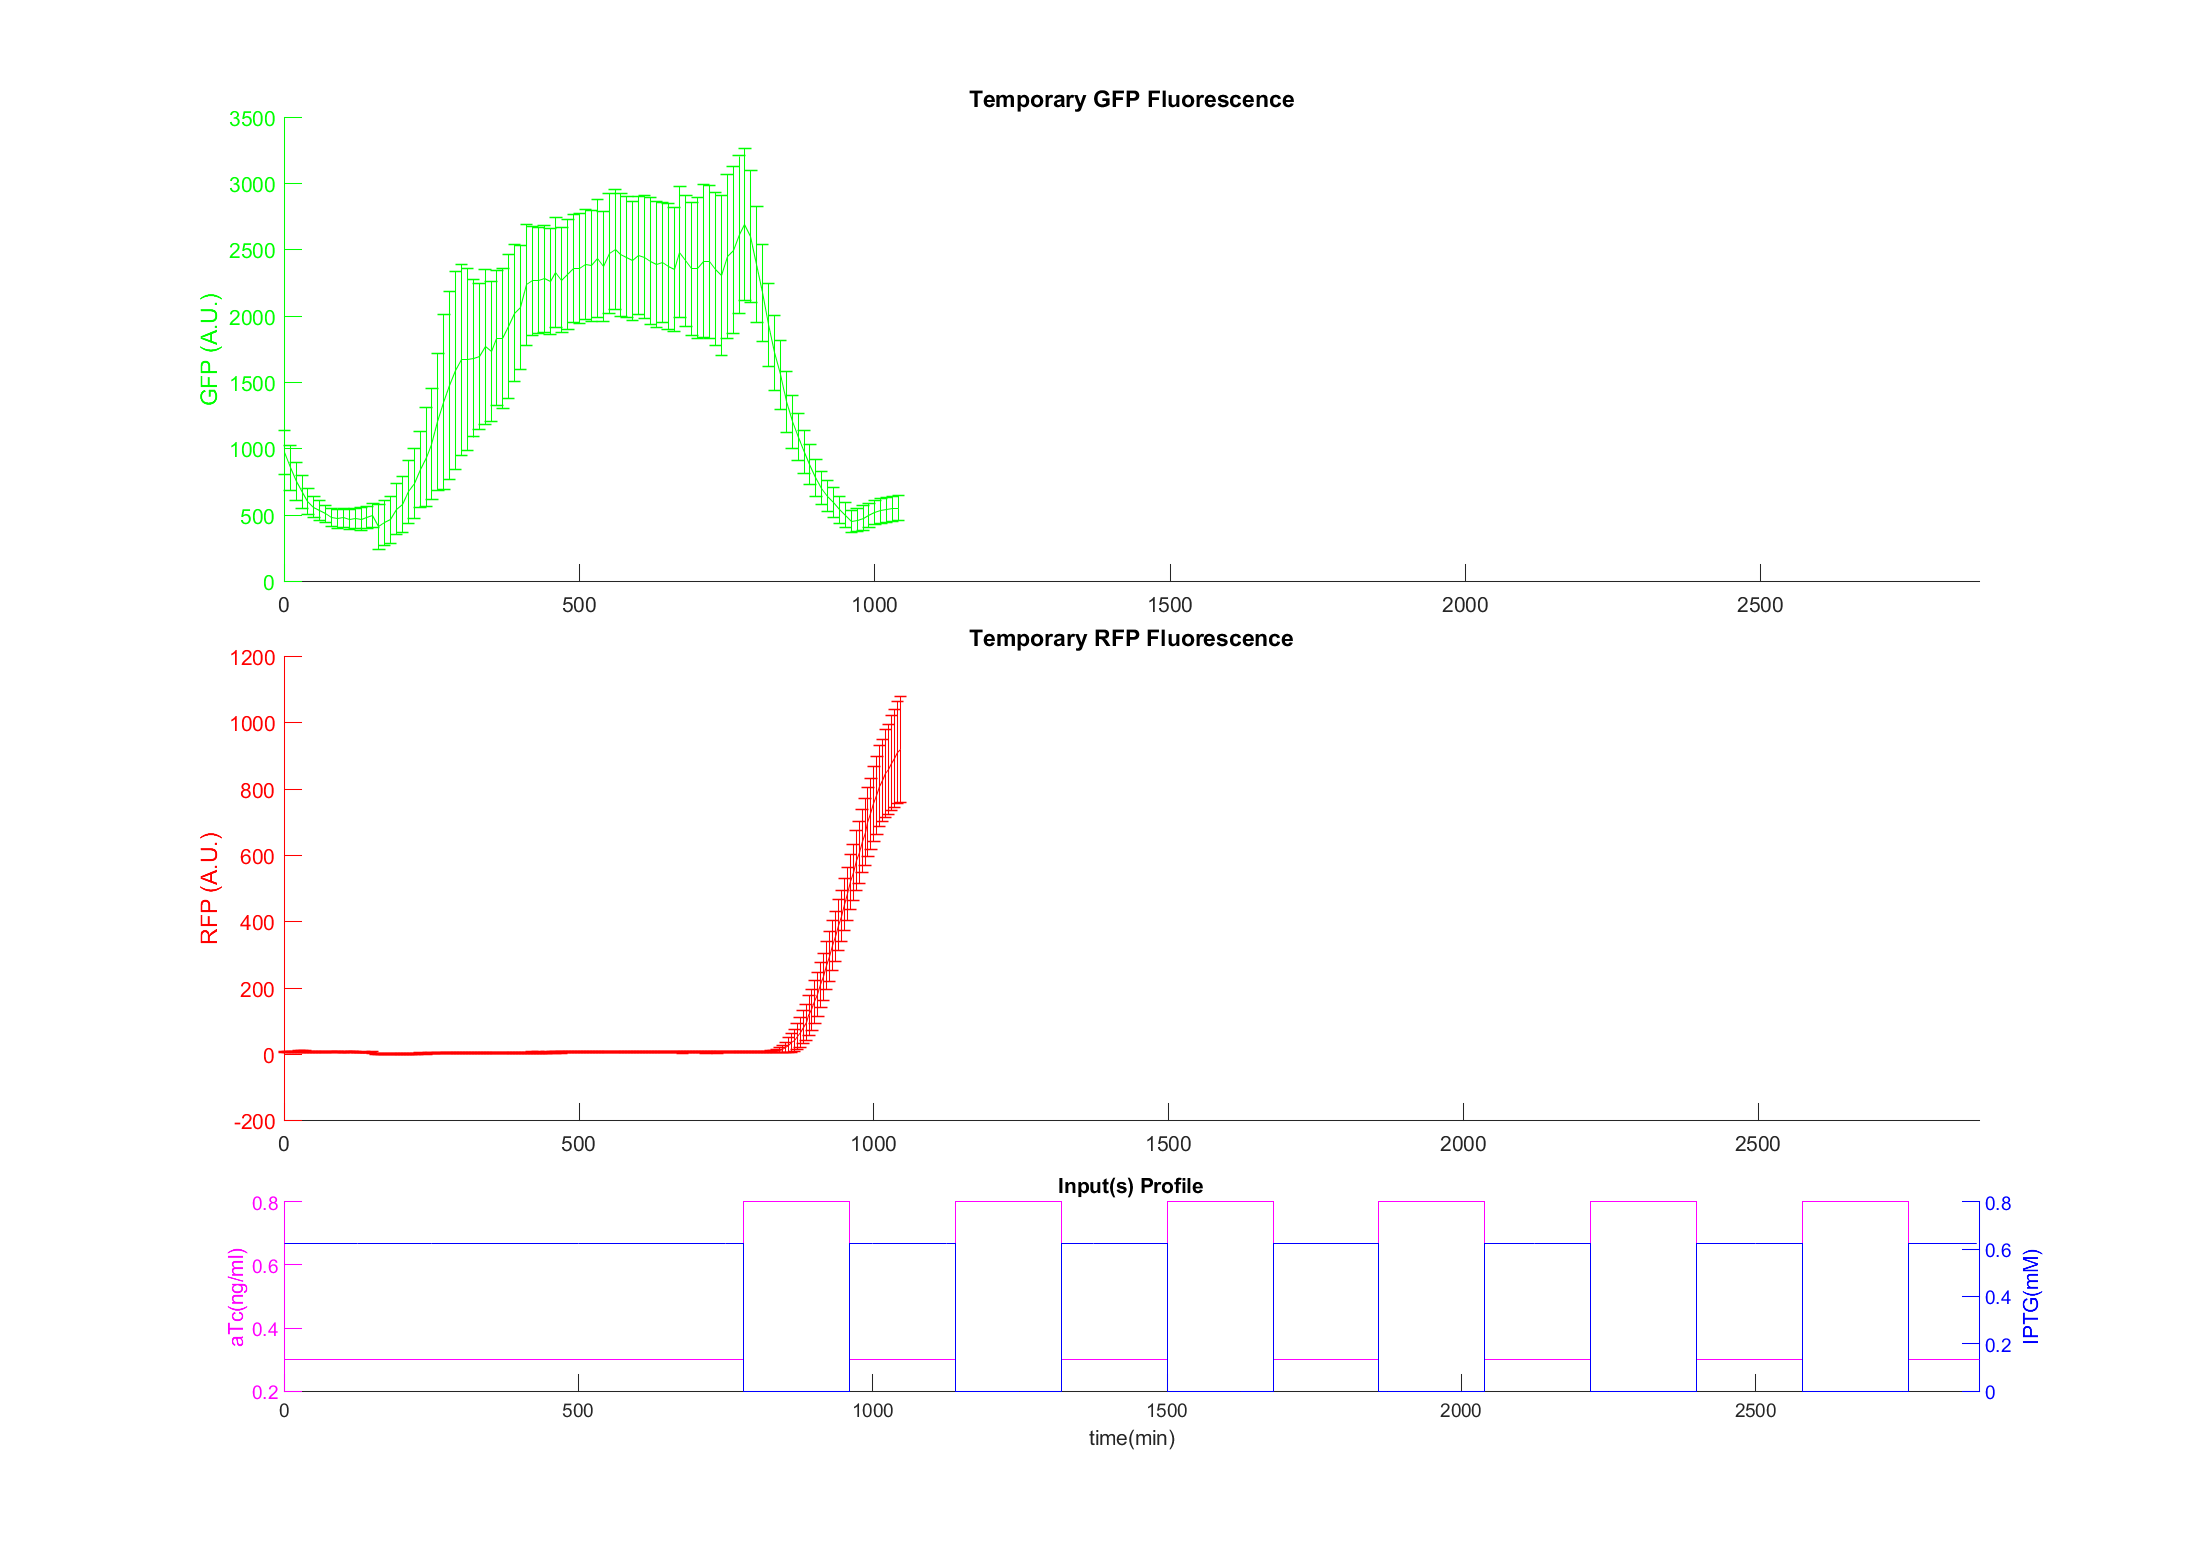 Temporary GFP Fluorescence
3500
3000
2500
2000
1500
1000
500
0
GFP (A.U.)
0 500 1000 1500 2000 2500
Temporary RFP Fluorescence
1200
1000
800
600
400
200
0
-200
RFP (A.U.)
0 500 1000 1500 2000 2500
Input(s) Profile
0.8
0.6
0.4
0.2
aTc(ng/ml)
0.8
0.6
0.4
0.2
0
IPTG(mM)
0 500 1000 1500 2000 2500
time(min)